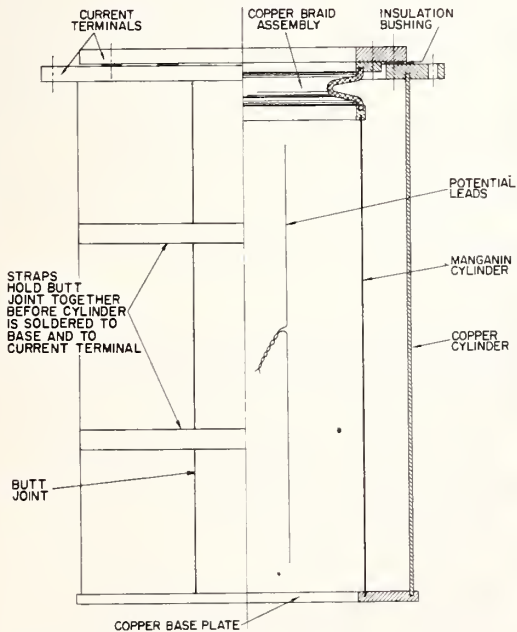 CURRENT
TERMINALS
COPPER BRAID
ASSEMBLY
INSULATION
BUSHING
POTENTIAL
LEADS
MANGANIN
CYLINDER
COPPER
CYLINDER
STRAPS
HOLD BUTT
JOINT TOGETHER
BEFORE CYLINDER
IS SOLDERED TO
BASE AND TO
CURRENT TERMINAL
BUTT
JOINT
COPPER BASE PLATE